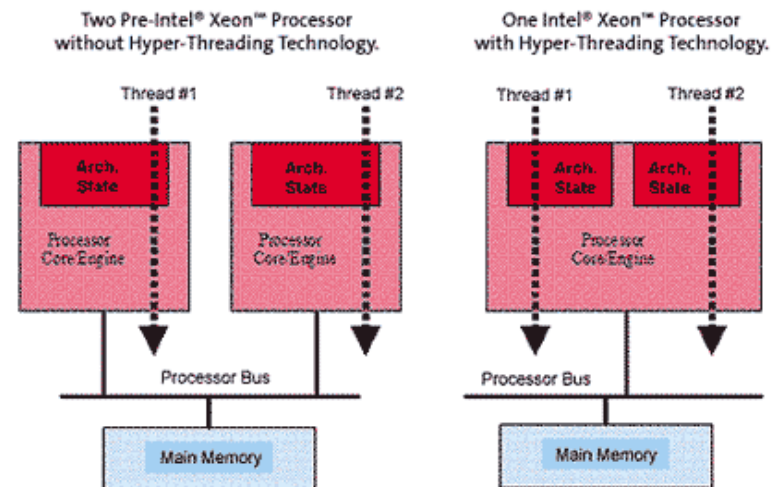 Two Pre-Intel® Xeon™ Processor
without Hyper-Threading Technology.
Thread #1
Thread #2
Arch.
State
Arch.
State
Processor
Core/Engine
Processor
Core/Engine
Processor Bus
Main Memory
One Intel® Xeon™ Processor
with Hyper-Threading Technology.
Thread #1
Thread #2
Arch.
State
Arch.
State
Processor
Core/Engine
Processor Bus
Main Memory